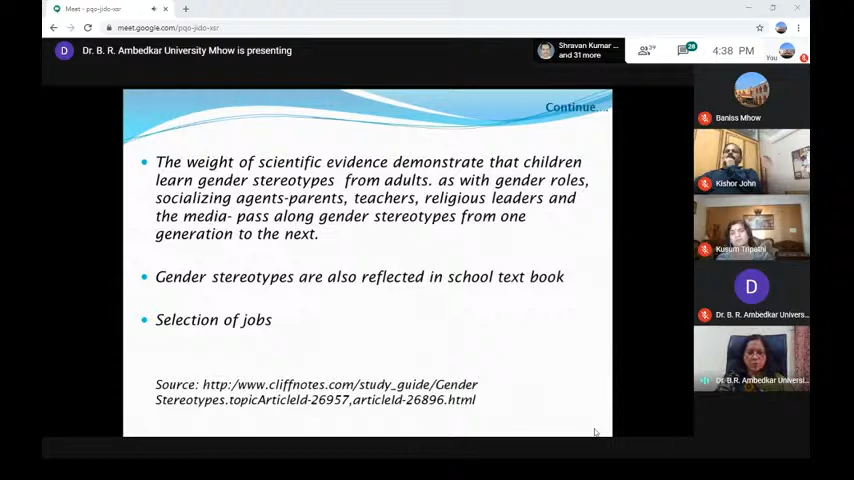 Meet - pqo-jido-xsr
meet.google.com/pqo-jido-xsr
D
Dr. B. R. Ambedkar University Mhow is presenting
Shravan Kumar ...
and 31 more
39
28
4:38 PM
You
Continue....
The weight of scientific evidence demonstrate that children
learn gender stereotypes from adults. as with gender roles,
socializing agents-parents, teachers, religious leaders and
the media- pass along gender stereotypes from one
generation to the next.
Gender stereotypes are also reflected in school text book
Selection of jobs
Source: http:/www.cliffnotes.com/study_guide/Gender
Stereotypes.topicArticleId-26957,articleId-26896.html
Baniss Mhow
Kishor John
Kusum Tripathi
D
Dr. B. R. Ambedkar Univers...
Dr. B.R. Ambedkar Universi...